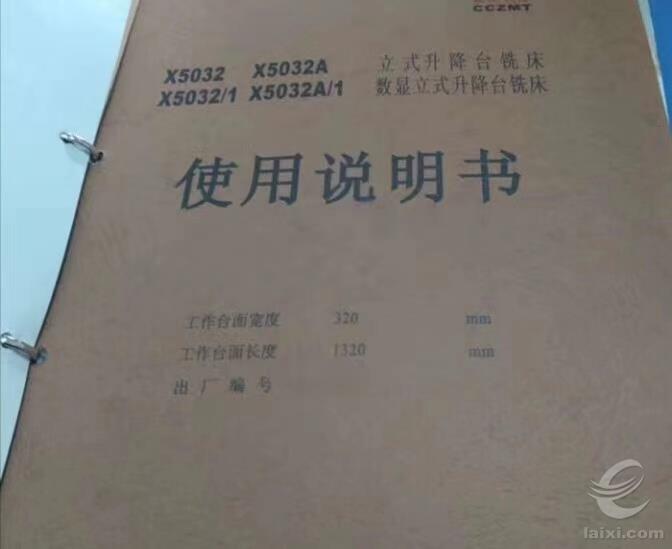 CCZMT
X5032 X5032A 立式升降台铣床
X5032/1 X5032A/1 数显立式升降台铣床
使用说明书
工作台面宽度 320 mm
工作台面长度 1320 mm
出厂编号
laixi.com